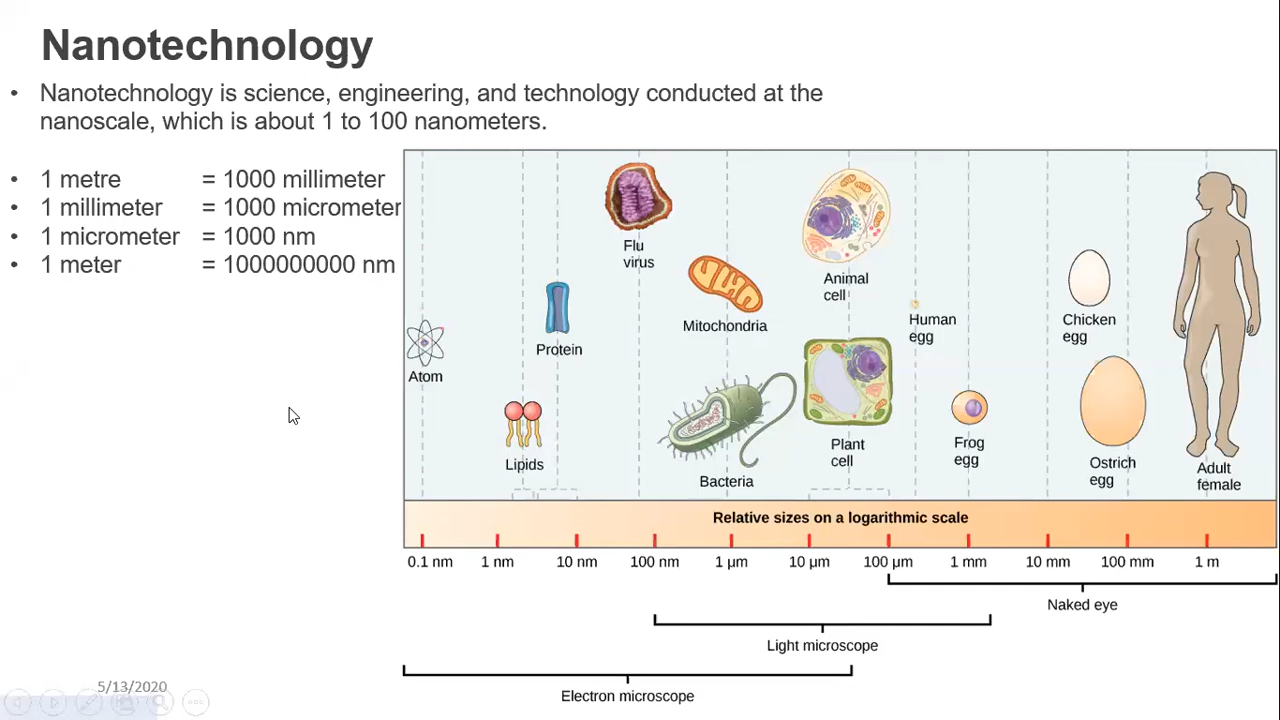 Nanotechnology
• Nanotechnology is science, engineering, and technology conducted at the
nanoscale, which is about 1 to 100 nanometers.
• 1 metre = 1000 millimeter
• 1 millimeter = 1000 micrometer
• 1 micrometer = 1000 nm
• 1 meter = 1000000000 nm
Flu
virus
Animal
cell
Mitochondria
Human
egg
Chicken
egg
Protein
Atom
Lipids
Bacteria
Plant
cell
Frog
egg
Ostrich
egg
Adult
female
Relative sizes on a logarithmic scale
0.1 nm 1 nm 10 nm 100 nm 1 µm 10 µm 100 µm 1 mm 10 mm 100 mm 1 m
Naked eye
Light microscope
Electron microscope
5/13/2020